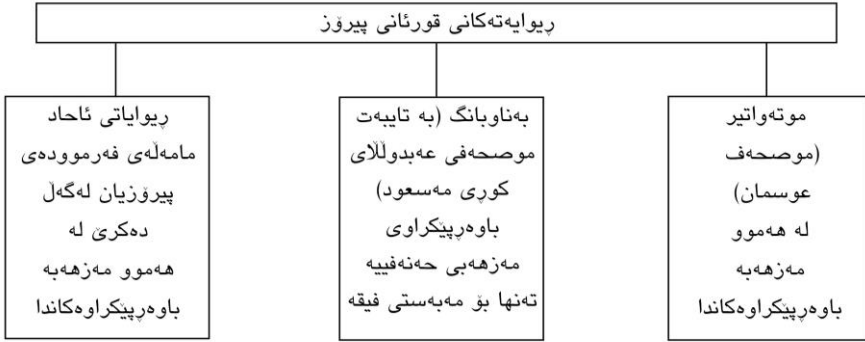 ڕیوایەتەکانی قورئانی پیرۆز
موتەواتیر
(موصحەف
عوسمان)
لە هەموو
مەزهەبە
باوەڕپێکراوەکاندا
بەناوبانگ (بە تایبەت
موصحەفی عەبدوڵڵای
کوڕی مەسعود)
باوەڕپێکراوی
مەزهەبی حەنەفییە
تەنها بۆ مەبەستی فیقە
ڕیوایاتی ئاحاد
مامەڵەی فەرموودەی
پیرۆزیان لەگەڵ
دەکرێ لە
هەموو مەزهەبە
باوەڕپێکراوەکاندا